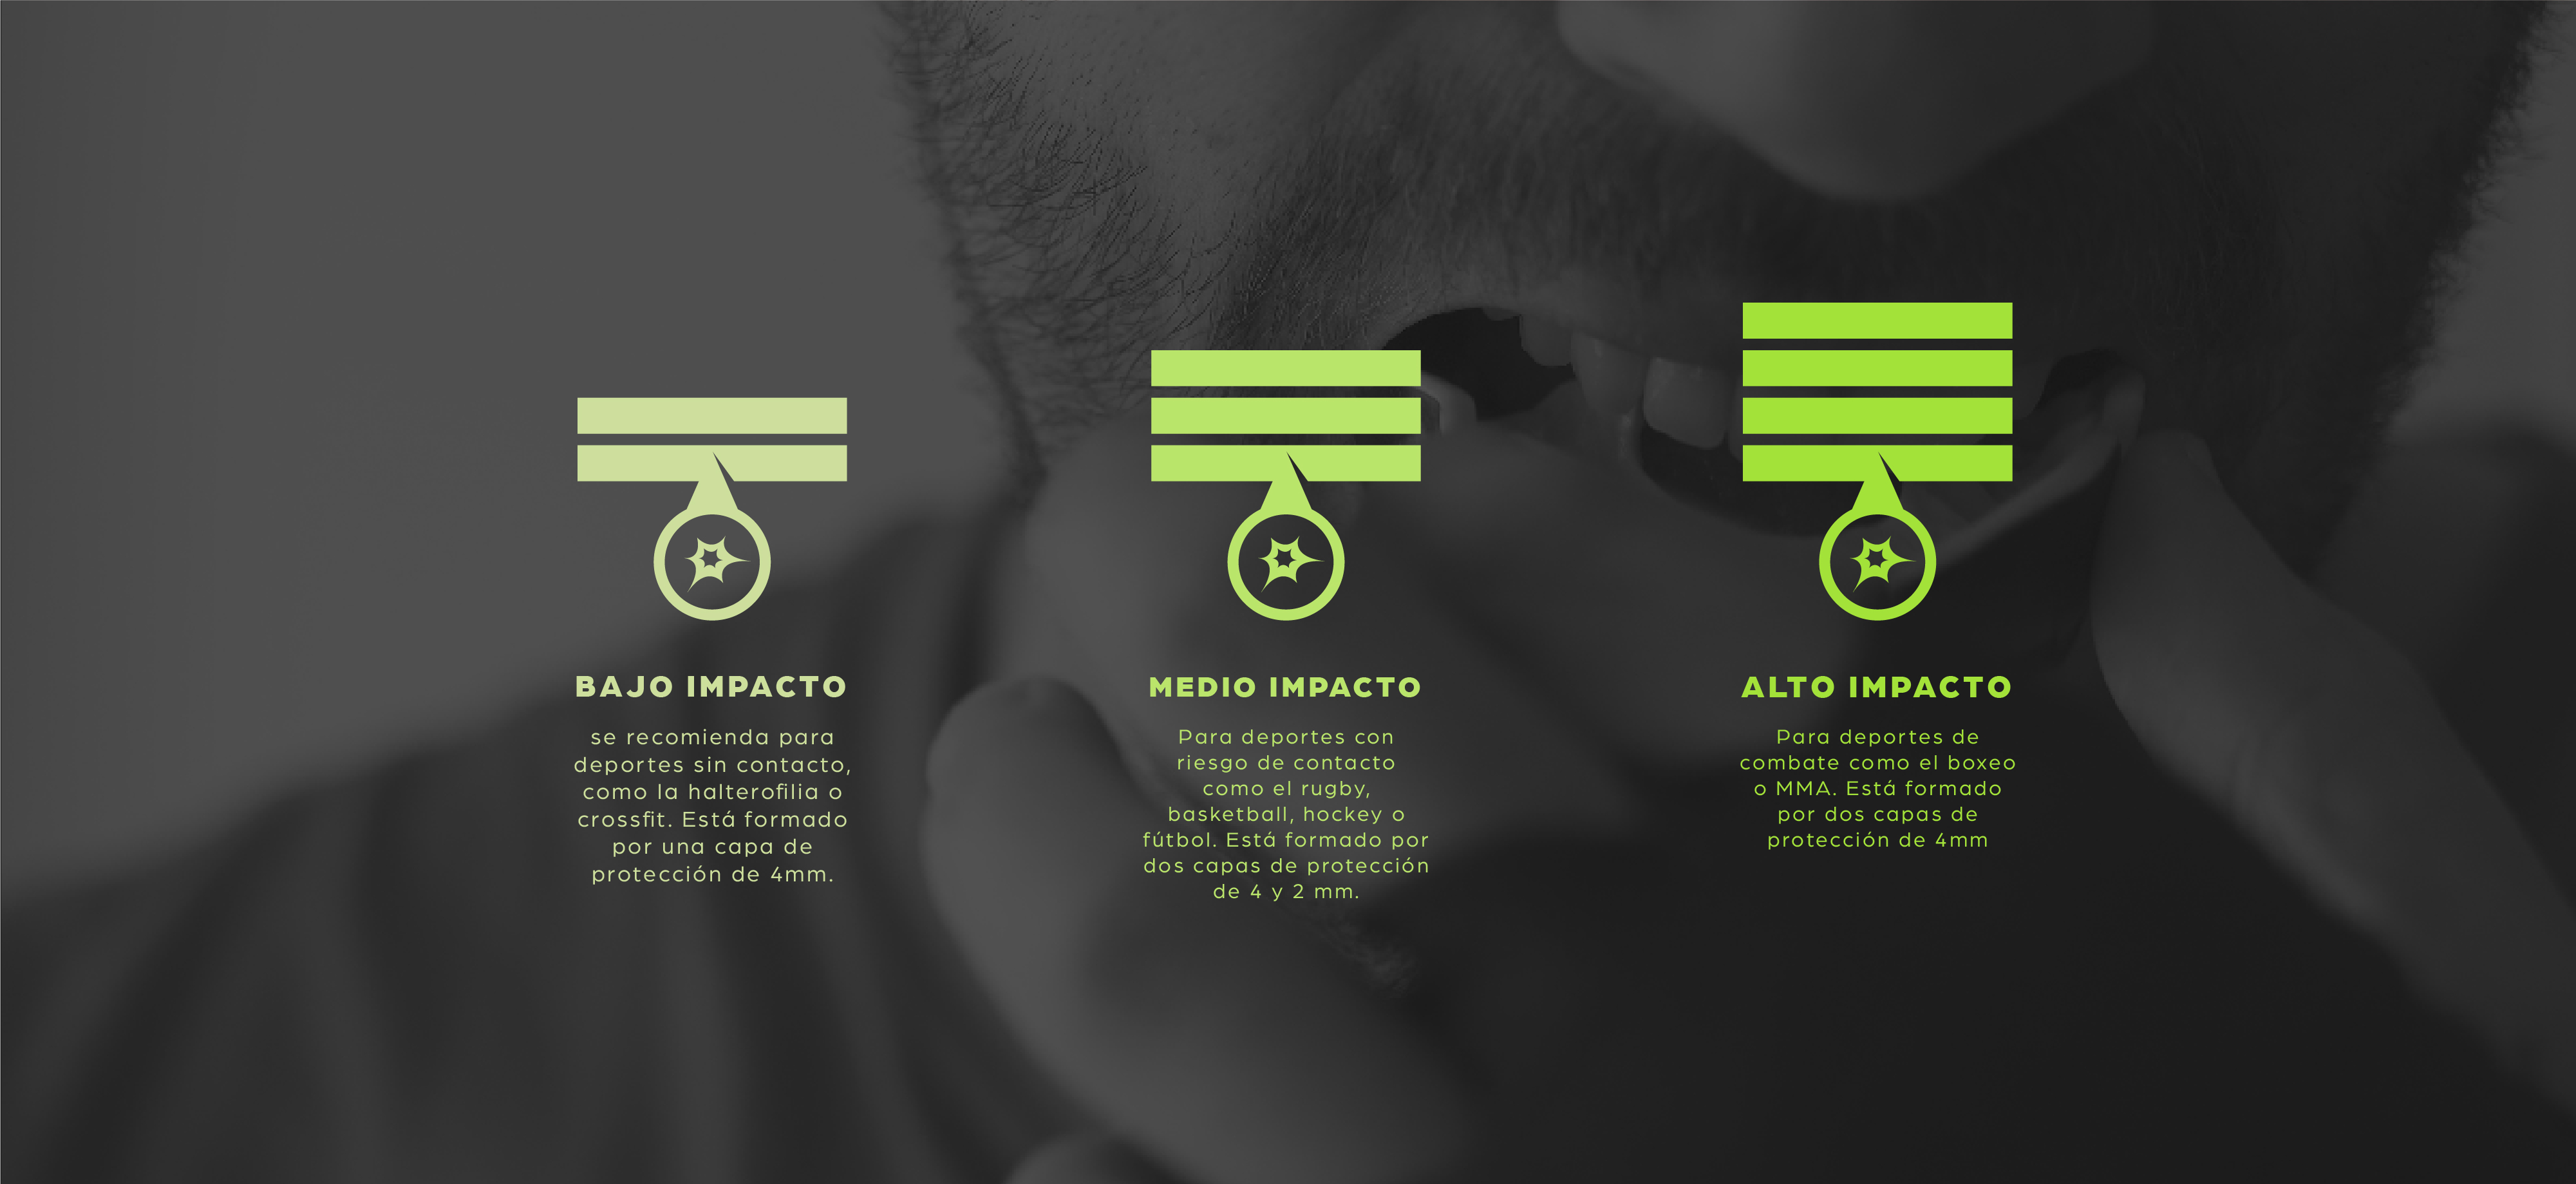 BAJO IMPACTO
se recomienda para
deportes sin contacto,
como la halterofilia o
crossfit. Está formado
por una capa de
protección de 4mm.
MEDIO IMPACTO
Para deportes con
riesgo de contacto
como el rugby,
basketball, hockey o
fútbol. Está formado por
dos capas de protección
de 4 y 2 mm.
ALTO IMPACTO
Para deportes de
combate como el boxeo
o MMA. Está formado
por dos capas de
protección de 4mm